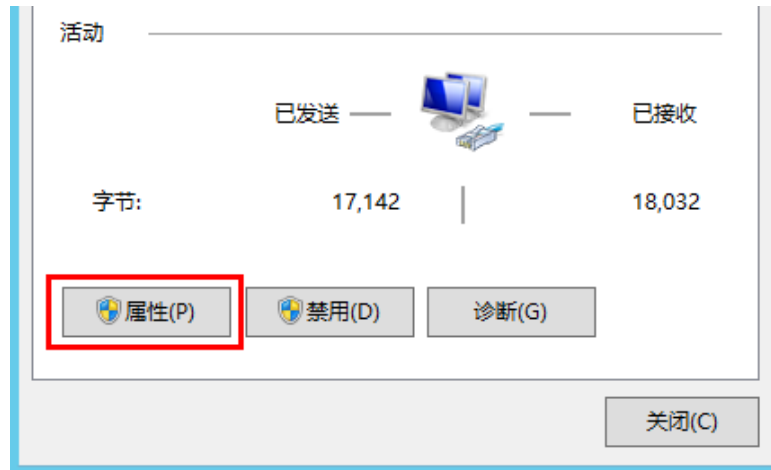 活动
已发送 已接收
字节: 17,142 18,032
属性(P) 禁用(D) 诊断(G)
关闭(C)